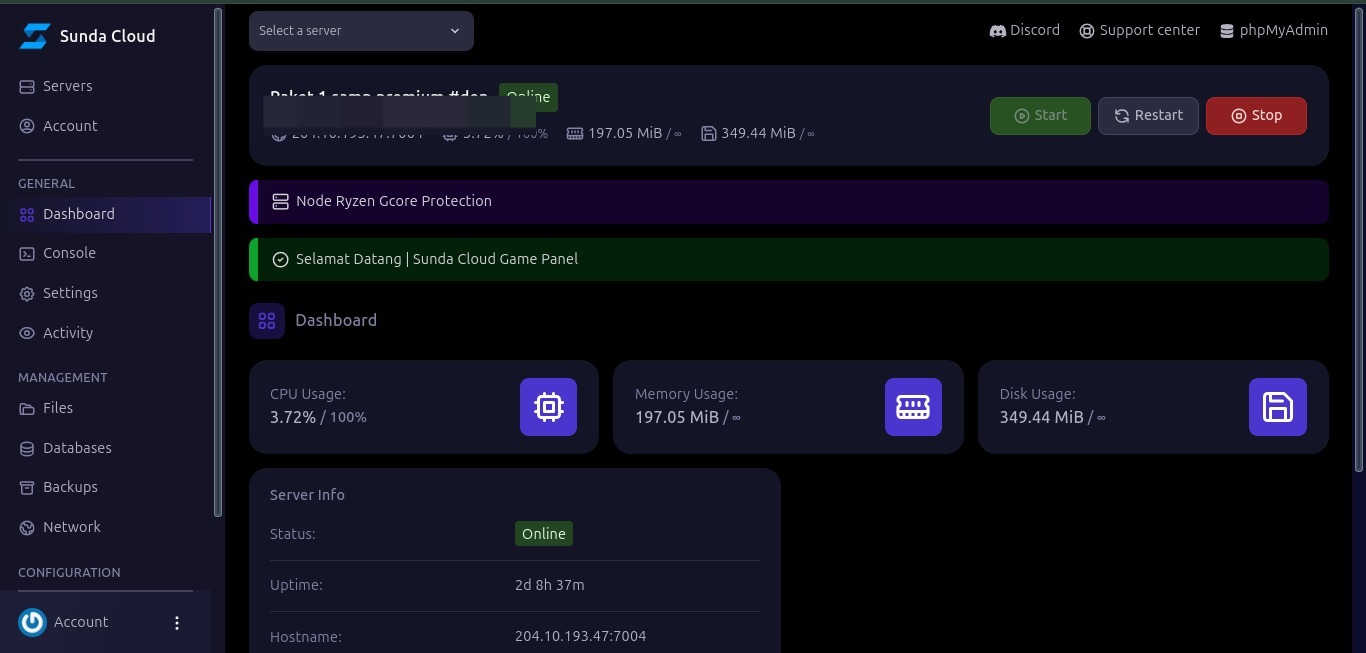 Sunda Cloud
Servers
Account
GENERAL
Dashboard
Console
Settings
Activity
MANAGEMENT
Files
Databases
Backups
Network
CONFIGURATION
Account
Select a server
Discord
Support center
phpMyAdmin
Online
3.72% / 100%
197.05 MiB / ∞
349.44 MiB / ∞
Start
Restart
Stop
Node Ryzen Gcore Protection
Selamat Datang | Sunda Cloud Game Panel
Dashboard
CPU Usage:
3.72% / 100%
Memory Usage:
197.05 MiB / ∞
Disk Usage:
349.44 MiB / ∞
Server Info
Status: Online
Uptime: 2d 8h 37m
Hostname: 204.10.193.47:7004